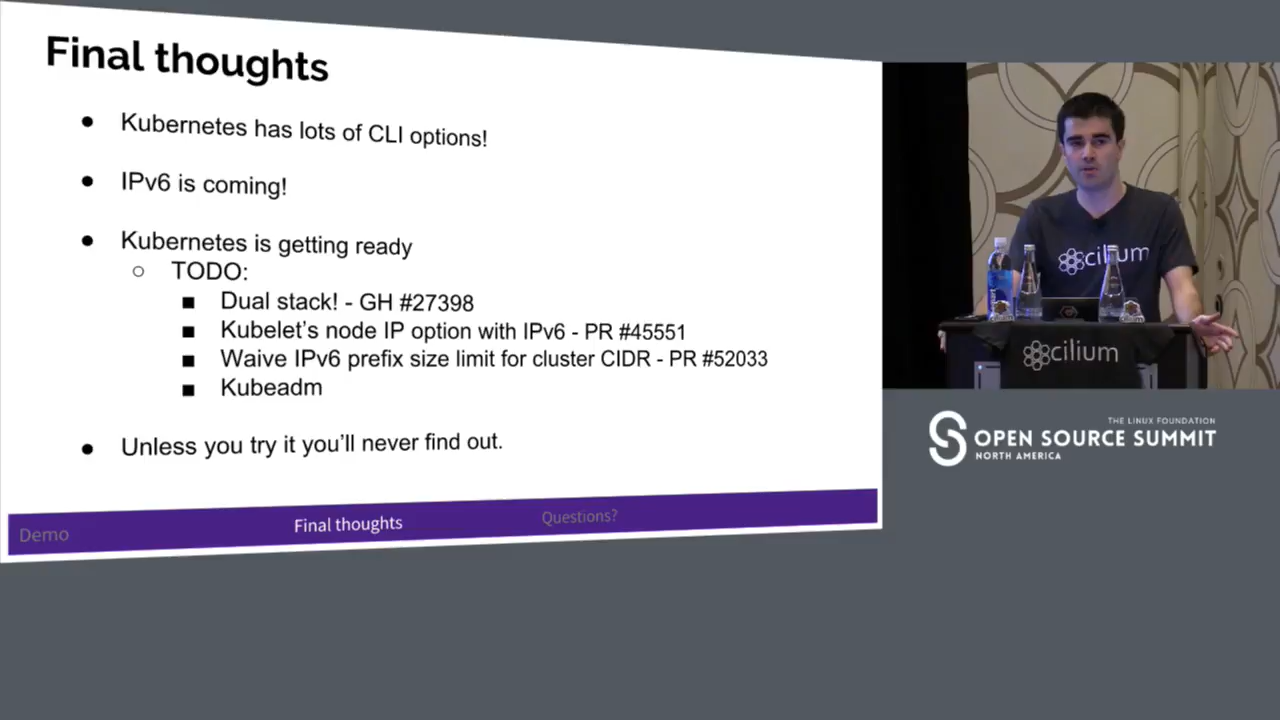 Final thoughts
Kubernetes has lots of CLI options!
IPv6 is coming!
Kubernetes is getting ready
TODO:
Dual stack! - GH #27398
Kubelet's node IP option with IPv6 - PR #45551
Waive IPv6 prefix size limit for cluster CIDR - PR #52033
Kubeadm
Unless you try it you'll never find out.
Demo
Final thoughts
Questions?
cilium
cilium
THE LINUX FOUNDATION
OPEN SOURCE SUMMIT
NORTH AMERICA